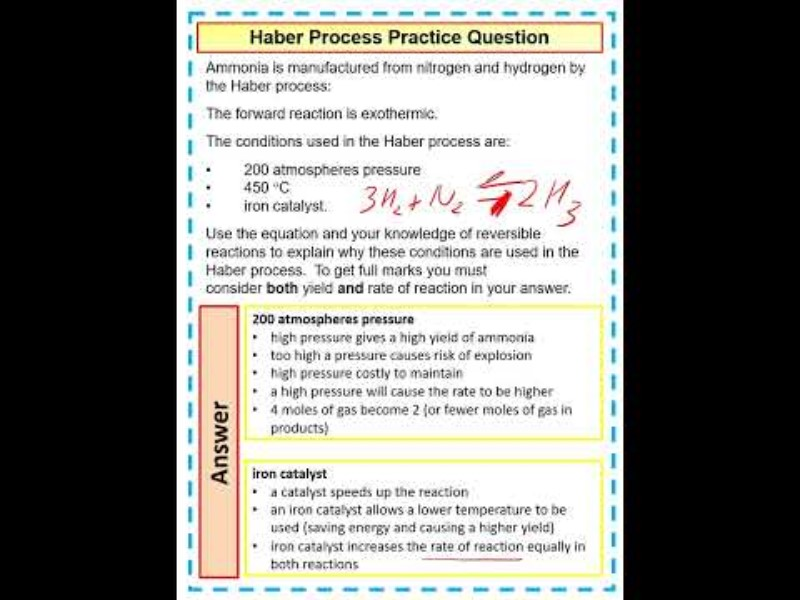 Haber Process Practice Question
Ammonia is manufactured from nitrogen and hydrogen by
the Haber process:
The forward reaction is exothermic.
The conditions used in the Haber process are:
• 200 atmospheres pressure
• 450 °C
• iron catalyst.
3H₂ + N₂ ⇌ 2H₃
Use the equation and your knowledge of reversible
reactions to explain why these conditions are used in the
Haber process. To get full marks you must
consider both yield and rate of reaction in your answer.
Answer
200 atmospheres pressure
• high pressure gives a high yield of ammonia
• too high a pressure causes risk of explosion
• high pressure costly to maintain
• a high pressure will cause the rate to be higher
• 4 moles of gas become 2 (or fewer moles of gas in
products)
iron catalyst
• a catalyst speeds up the reaction
• an iron catalyst allows a lower temperature to be
used (saving energy and causing a higher yield)
• iron catalyst increases the rate of reaction equally in
both reactions